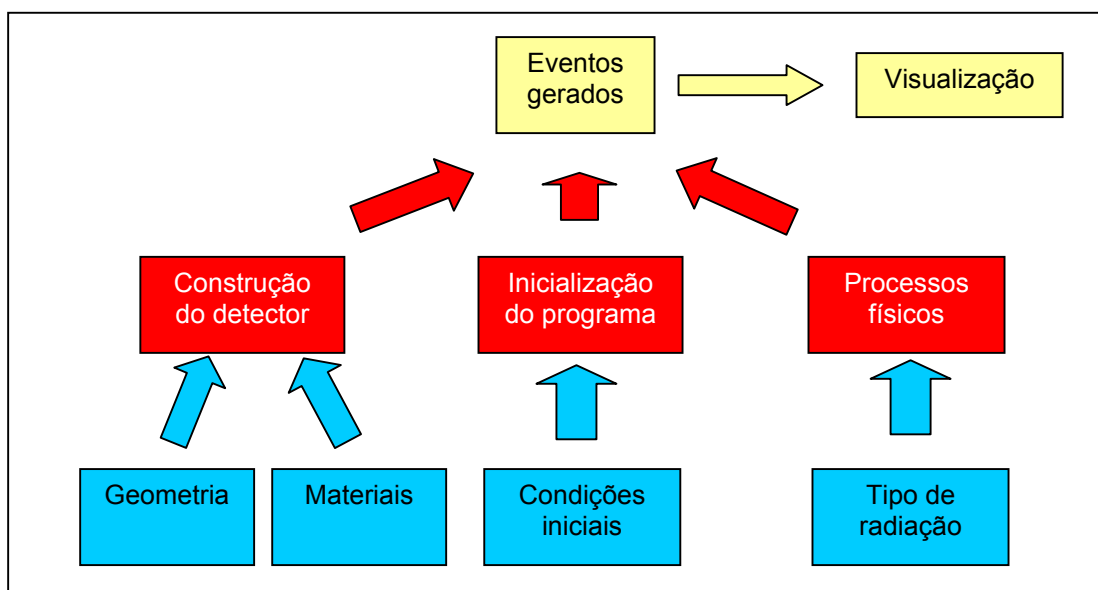 Eventos
gerados
Visualização
Construção
do detector
Inicialização
do programa
Processos
físicos
Geometria
Materiais
Condições
iniciais
Tipo de
radiação